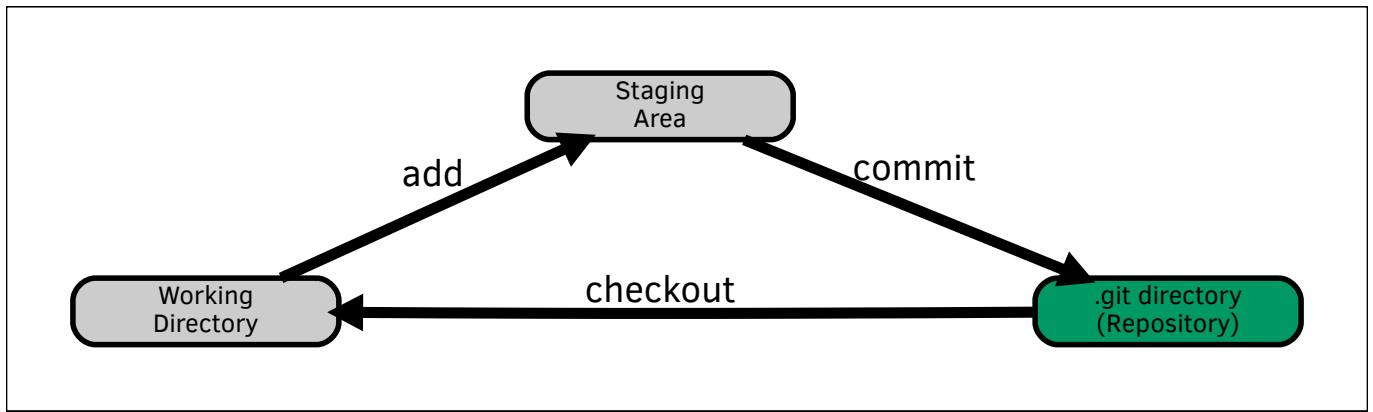 Staging
Area
add
commit
checkout
Working
Directory
.git directory
(Repository)